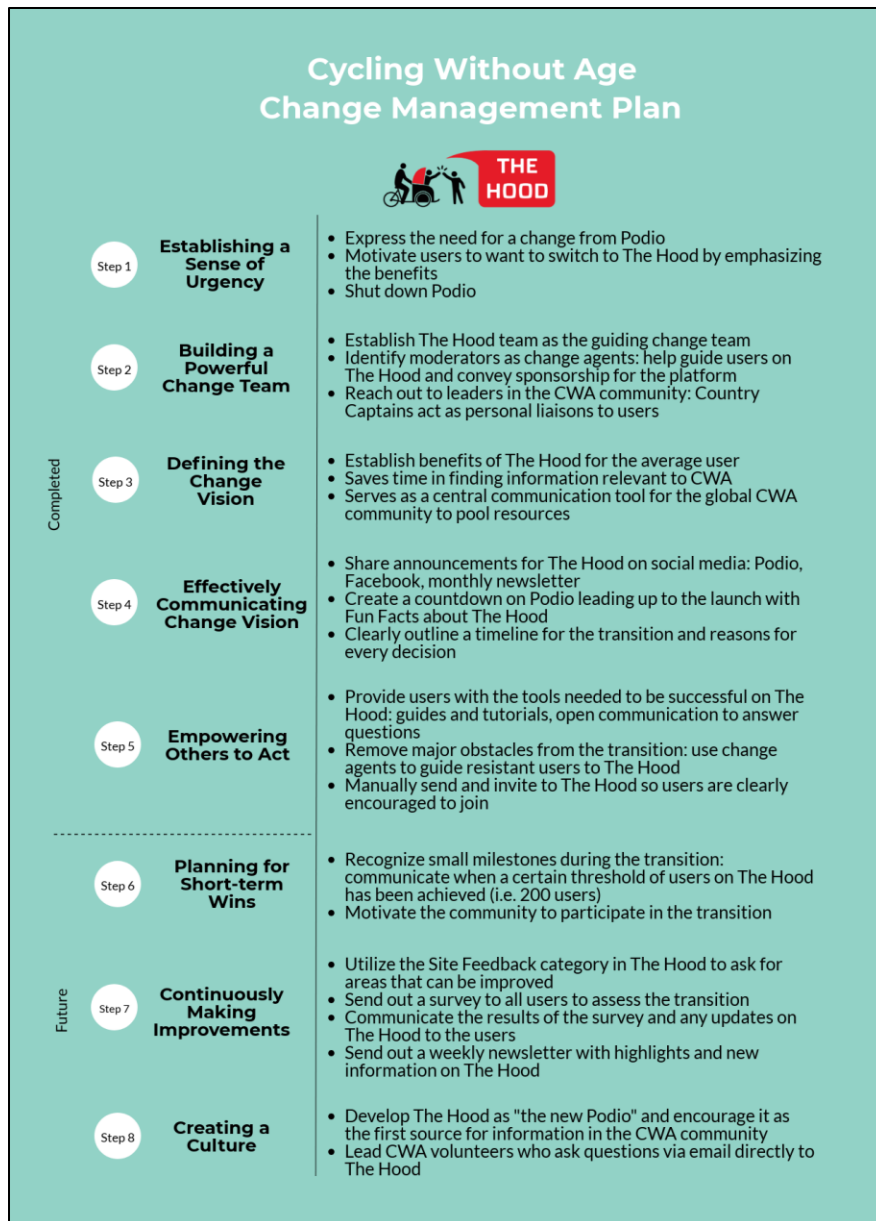 Cycling Without Age
Change Management Plan
THE
HOOD
Completed
Step 1
Establishing a
Sense of
Urgency
• Express the need for a change from Podio
• Motivate users to want to switch to The Hood by emphasizing
the benefits
• Shut down Podio
Step 2
Building a
Powerful
Change Team
• Establish The Hood team as the guiding change team
• Identify moderators as change agents: help guide users on
The Hood and convey sponsorship for the platform
• Reach out to leaders in the CWA community: Country
Captains act as personal liaisons to users
Step 3
Defining the
Change
Vision
• Establish benefits of The Hood for the average user
• Saves time in finding information relevant to CWA
• Serves as a central communication tool for the global CWA
community to pool resources
Step 4
Effectively
Communicating
Change Vision
• Share announcements for The Hood on social media: Podio,
Facebook, monthly newsletter
• Create a countdown on Podio leading up to the launch with
Fun Facts about The Hood
• Clearly outline a timeline for the transition and reasons for
every decision
Step 5
Empowering
Others to Act
• Provide users with the tools needed to be successful on The
Hood: guides and tutorials, open communication to answer
questions
• Remove major obstacles from the transition: use change
agents to guide resistant users to The Hood
• Manually send and invite to The Hood so users are clearly
encouraged to join
Future
Step 6
Planning for
Short-term
Wins
• Recognize small milestones during the transition:
communicate when a certain threshold of users on The Hood
has been achieved (i.e. 200 users)
• Motivate the community to participate in the transition
Step 7
Continuously
Making
Improvements
• Utilize the Site Feedback category in The Hood to ask for
areas that can be improved
• Send out a survey to all users to assess the transition
• Communicate the results of the survey and any updates on
The Hood to the users
• Send out a weekly newsletter with highlights and new
information on The Hood
Step 8
Creating a
Culture
• Develop The Hood as "the new Podio" and encourage it as
the first source for information in the CWA community
• Lead CWA volunteers who ask questions via email directly to
The Hood